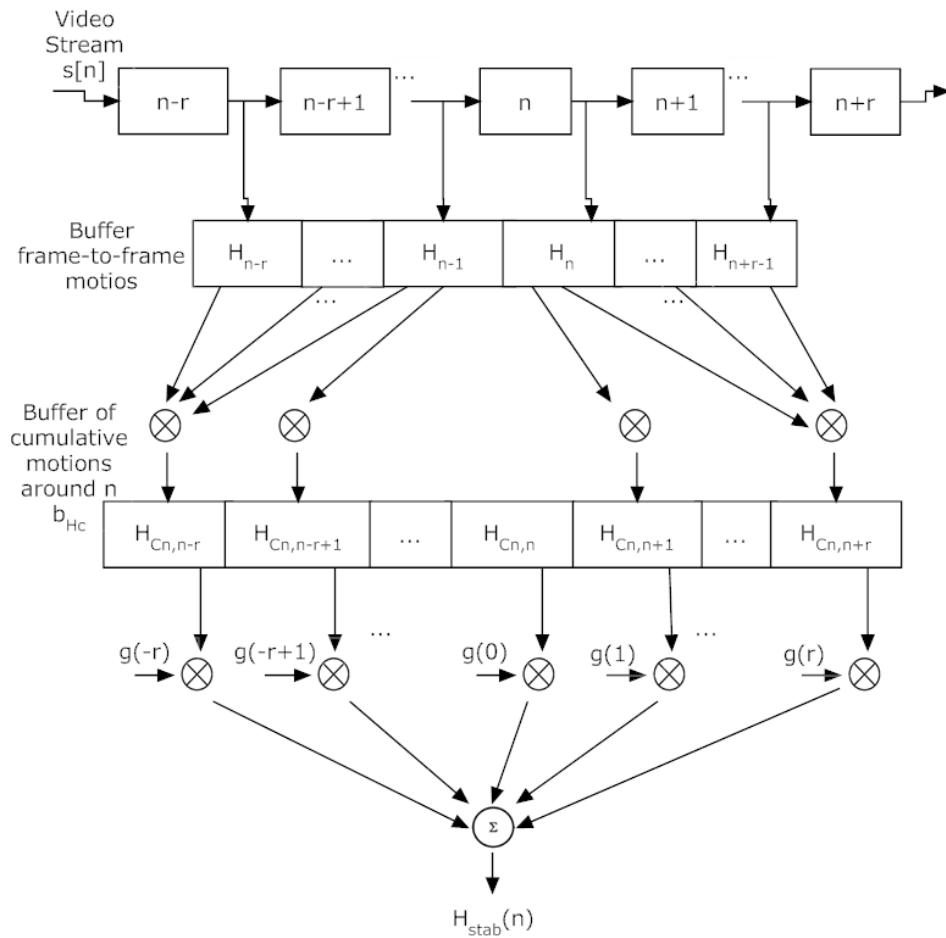 Video
Stream
s[n]
n-r
n-r+1
...
n
n+1
...
n+r
Buffer
frame-to-frame
motios
H_{n-r}
...
H_{n-1}
H_{n}
...
H_{n+r-1}
...
...
Buffer of
cumulative
motions
around n
b_{Hc}
H_{Cn,n-r}
H_{Cn,n-r+1}
...
H_{Cn,n}
H_{Cn,n+1}
...
H_{Cn,n+r}
...
...
g(-r)
g(-r+1)
g(0)
g(1)
g(r)
Σ
H_{stab}(n)